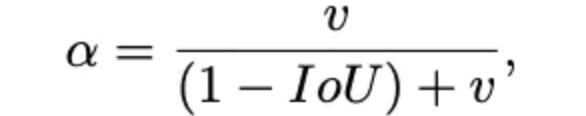 α = v / ((1 − IoU) + v),